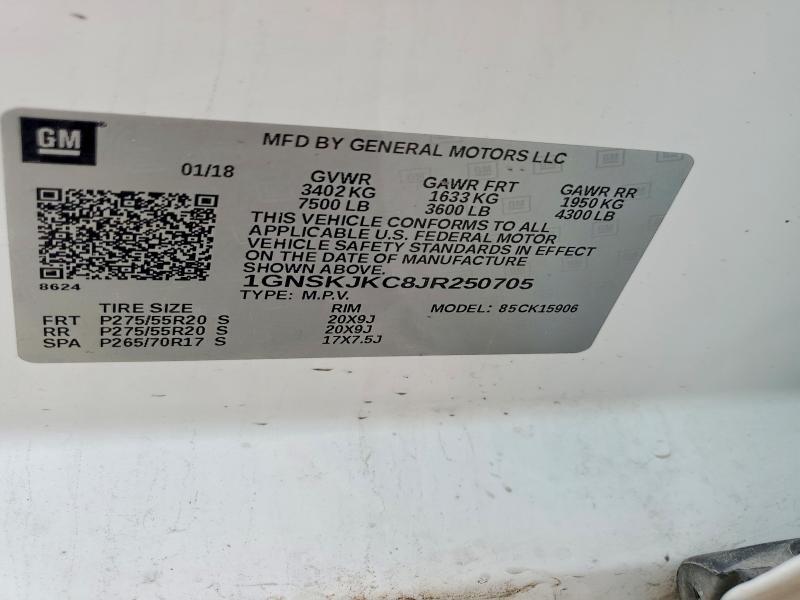 GM
MFD BY GENERAL MOTORS LLC
01/18
GVWR GAWR FRT GAWR RR
3402 KG 1633 KG 1950 KG
7500 LB 3600 LB 4300 LB
THIS VEHICLE CONFORMS TO ALL
APPLICABLE U.S. FEDERAL MOTOR
VEHICLE SAFETY STANDARDS IN EFFECT
ON THE DATE OF MANUFACTURE
SHOWN ABOVE.
8624
1GNSKJKC8JR250705
TYPE: M.P.V. MODEL: 85CK15906
TIRE SIZE RIM
FRT P275/55R20 S 20X9J
RR P275/55R20 S 20X9J
SPA P265/70R17 S 17X7.5J